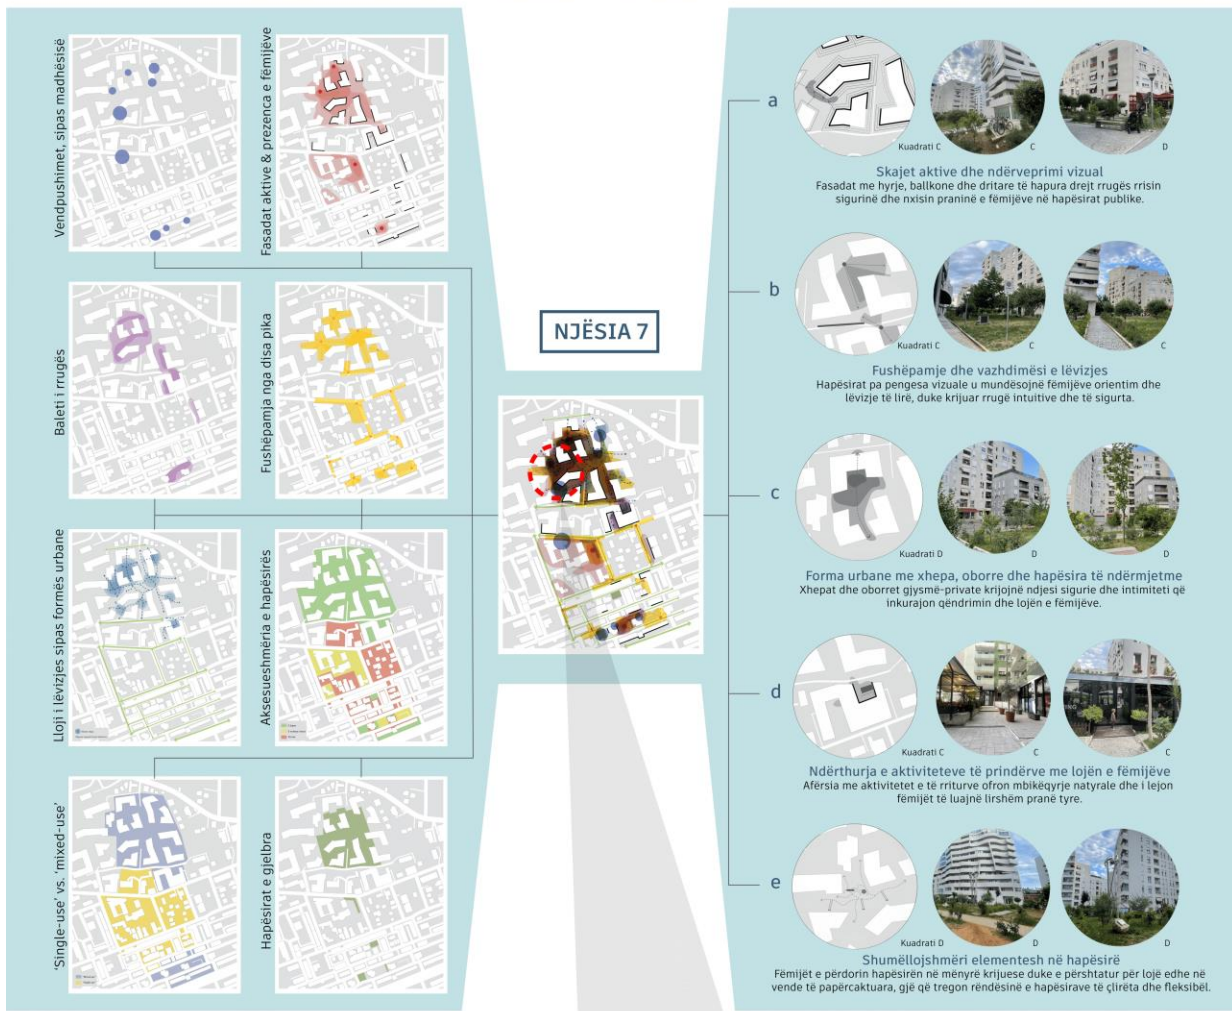 Vendpushimet, sipas madhësisë
Fasadat aktive & prezenca e fëmijëve
Baleti i rrugës
Fushëpamja nga disa pika
Lloji i lëvizjes sipas formës urbane
Aksesueshmëria e hapësirës
'Single-use' vs. 'mixed-use'
Hapësirat e gjelbra
NJËSIA 7
a
Kuadrati C
C
D
Skajet aktive dhe ndërveprimi vizual
Fasadat me hyrje, ballkone dhe dritare të hapura drejt rrugës rrisin
sigurinë dhe nxisin praninë e fëmijëve në hapësirat publike.
b
Kuadrati C
C
C
Fushëpamje dhe vazhdimësi e lëvizjes
Hapësirat pa pengesa vizuale u mundësojnë fëmijëve orientim dhe
lëvizje të lirë, duke krijuar rrugë intuitive dhe të sigurta.
c
Kuadrati D
D
D
Forma urbane me xhepa, oborre dhe hapësira të ndërmjetme
Xhepat dhe oborret gjysmë-private krijojnë ndjesi sigurie dhe intimiteti që
inkurajon qëndrimin dhe lojën e fëmijëve.
d
Kuadrati C
C
C
Ndërthurja e aktiviteteve të prindërve me lojën e fëmijëve
Afërsia me aktivitetet e të rriturve ofron mbikëqyrje natyrale dhe i lejon
fëmijët të luajnë lirshëm pranë tyre.
e
Kuadrati D
D
D
Shumëllojshmëri elementesh në hapësirë
Fëmijët e përdorin hapësirën në mënyrë krijuese duke e përshtatur për lojë edhe në
vende të papërcaktuara, gjë që tregon rëndësinë e hapësirave të çlirëta dhe fleksibël.